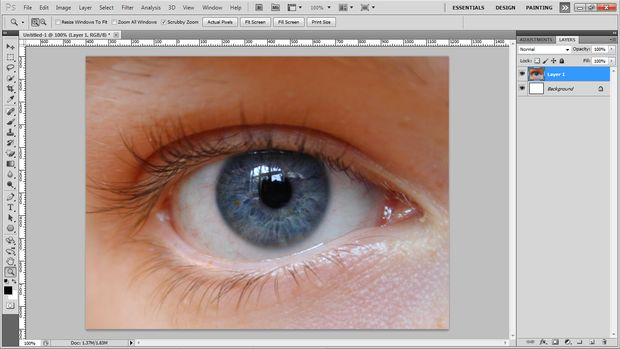 Ps File Edit Image Layer Select Filter Analysis 3D View Window Help 100% ESSENTIALS DESIGN PAINTING >>
Resize Windows To Fit Zoom All Windows Scrubby Zoom Actual Pixels Fit Screen Fill Screen Print Size
Untitled-1 @ 100% (Layer 1, RGB/8) *
ADJUSTMENTS LAYERS
Normal Opacity: 100%
Lock: Fill: 100%
Layer 1
Background
100% Doc: 1.37M/1.83M